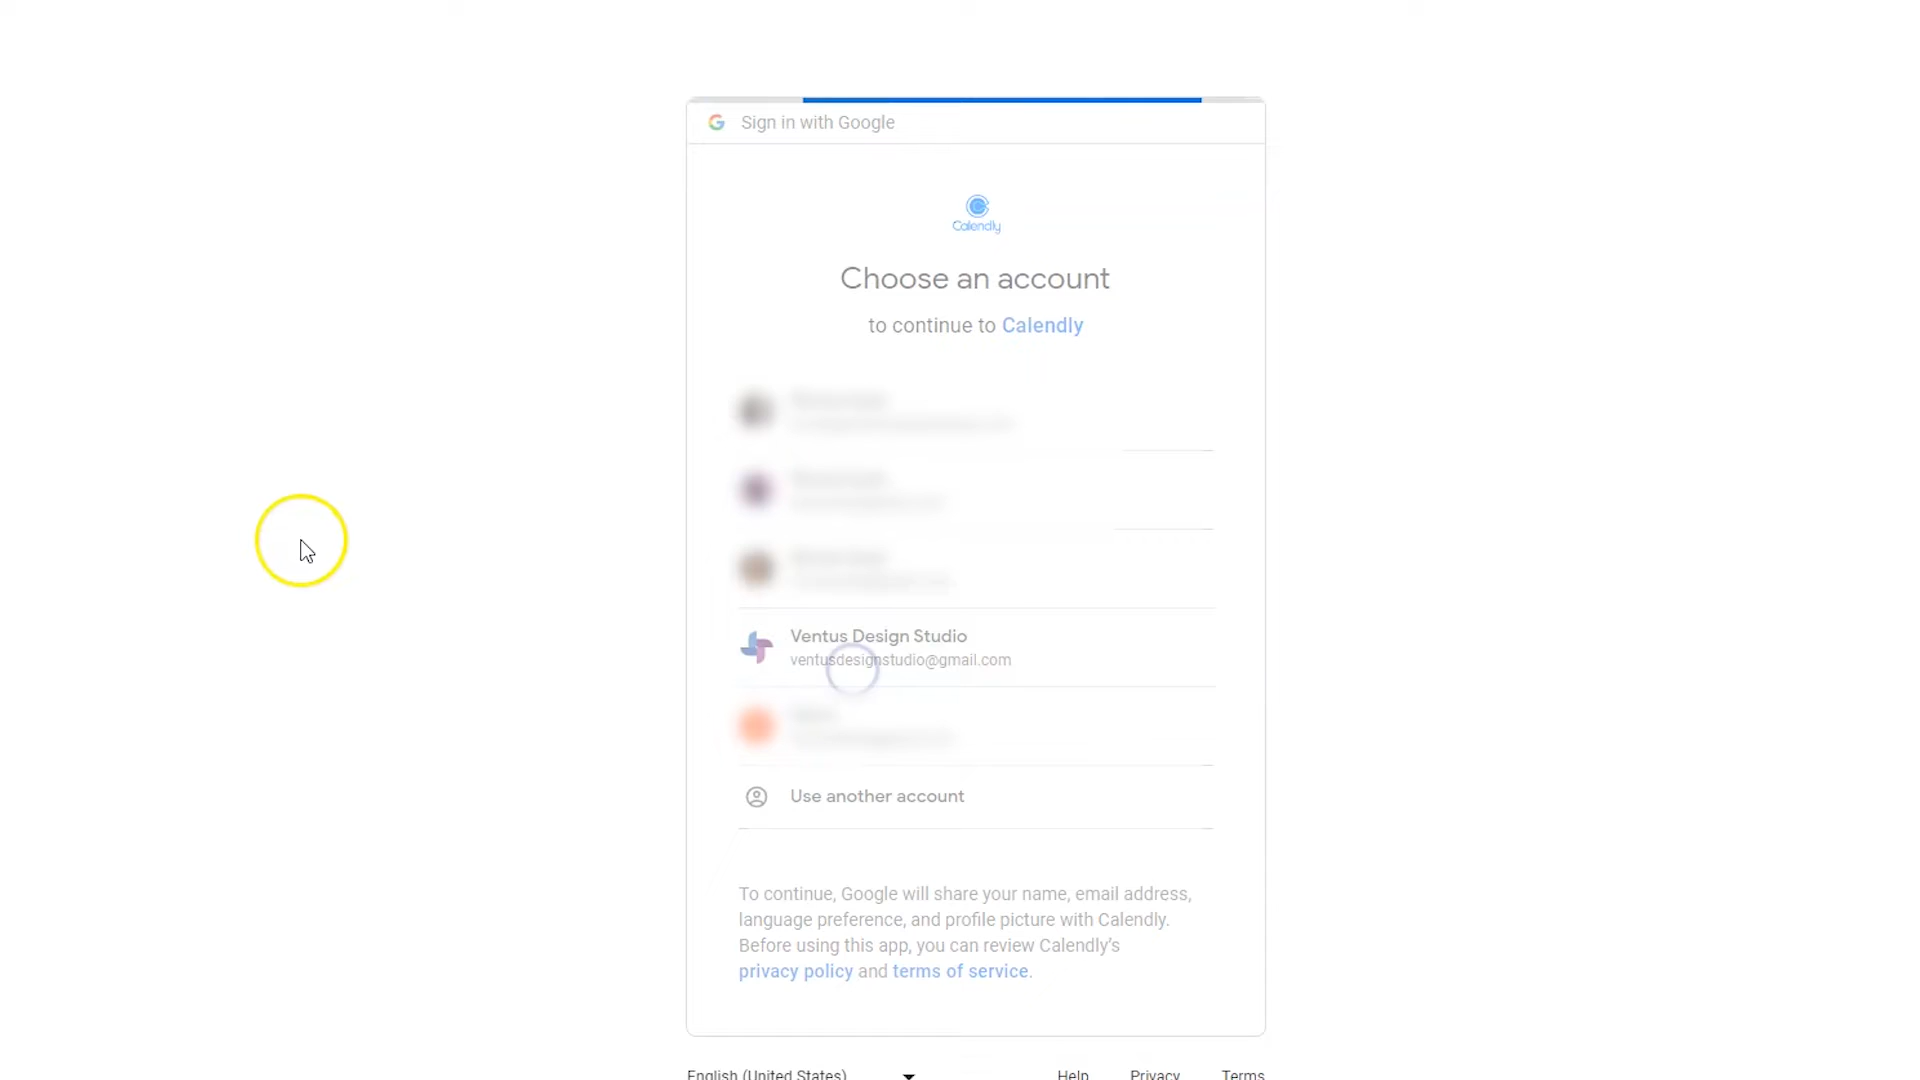 Sign in with Google
Calendly
Choose an account
to continue to Calendly
Ventus Design Studio
ventusdesignstudio@gmail.com
Use another account
To continue, Google will share your name, email address,
language preference, and profile picture with Calendly.
Before using this app, you can review Calendly's
privacy policy and terms of service.
English (United States)
Help
Privacy
Terms